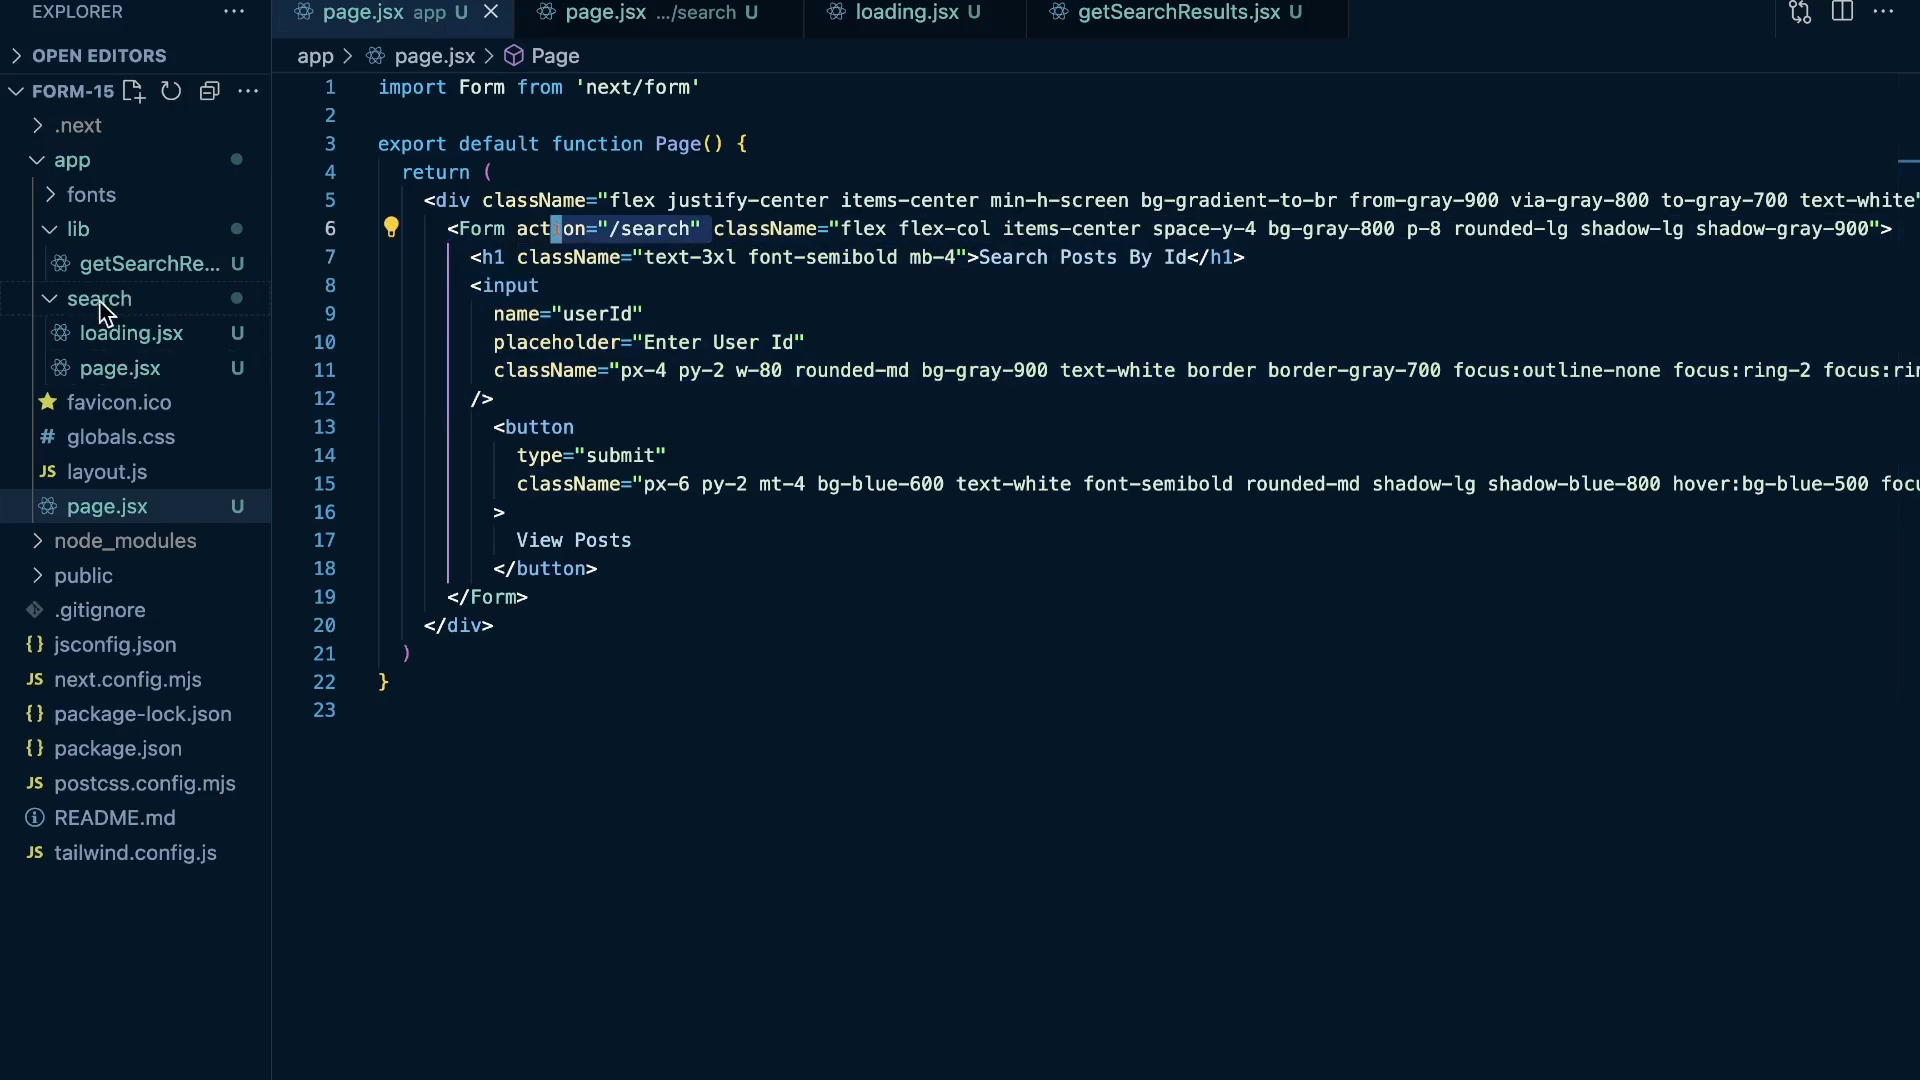 EXPLORER
OPEN EDITORS
FORM-15
.next
app
fonts
lib
getSearchRe... U
search
loading.jsx U
page.jsx U
favicon.ico
# globals.css
JS layout.js
page.jsx U
node_modules
public
.gitignore
{} jsconfig.json
JS next.config.mjs
{} package-lock.json
{} package.json
JS postcss.config.mjs
README.md
JS tailwind.config.js
page.jsx app U
page.jsx .../search U
loading.jsx U
getSearchResults.jsx U
app > page.jsx > Page
1 import Form from 'next/form'
2
3 export default function Page() {
4 return (
5 <div className="flex justify-center items-center min-h-screen bg-gradient-to-br from-gray-900 via-gray-800 to-gray-700 text-white"
6 <Form action="/search" className="flex flex-col items-center space-y-4 bg-gray-800 p-8 rounded-lg shadow-lg shadow-gray-900">
7 <h1 className="text-3xl font-semibold mb-4">Search Posts By Id</h1>
8 <input
9 name="userId"
10 placeholder="Enter User Id"
11 className="px-4 py-2 w-80 rounded-md bg-gray-900 text-white border border-gray-700 focus:outline-none focus:ring-2 focus:rin
12 />
13 <button
14 type="submit"
15 className="px-6 py-2 mt-4 bg-blue-600 text-white font-semibold rounded-md shadow-lg shadow-blue-800 hover:bg-blue-500 focu
16 >
17 View Posts
18 </button>
19 </Form>
20 </div>
21 )
22 }
23